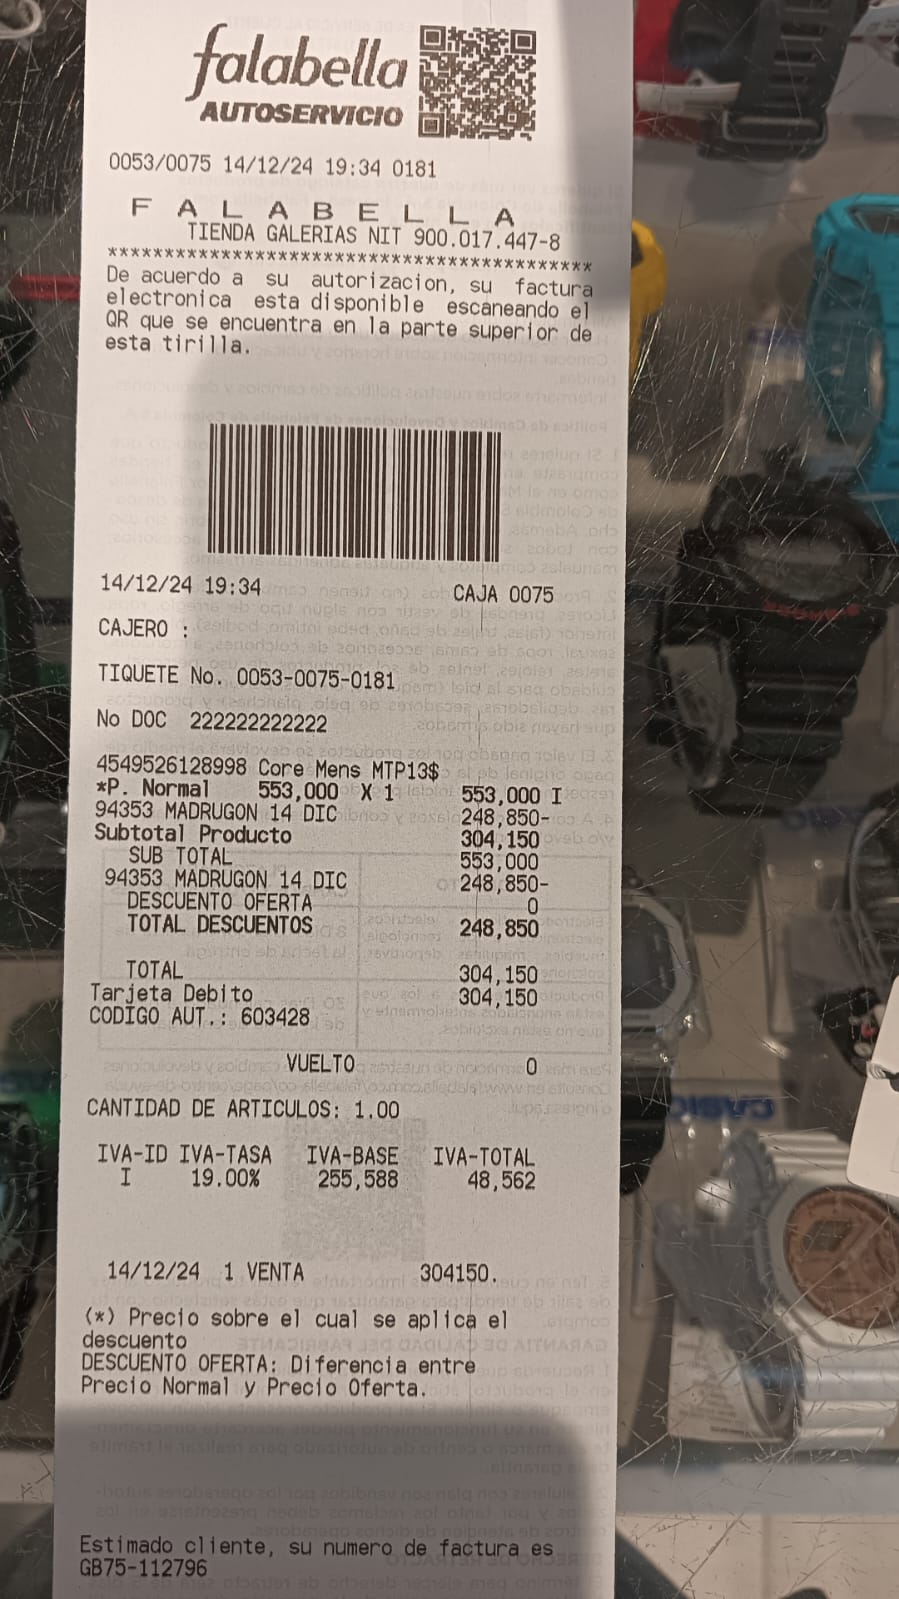 falabella
AUTOSERVICIO
0053/0075 14/12/24 19:34 0181
F A L A B E L L A
TIENDA GALERIAS NIT 900.017.447-8
******************************************
De acuerdo a su autorizacion, su factura
electronica esta disponible escaneando el
QR que se encuentra en la parte superior de
esta tirilla.
14/12/24 19:34 CAJA 0075
CAJERO :
TIQUETE No. 0053-0075-0181
No DOC 222222222222
4549526128998 Core Mens MTP13$
*P. Normal 553,000 X 1 553,000 I
94353 MADRUGON 14 DIC 248,850-
Subtotal Producto 304,150
SUB TOTAL 553,000
94353 MADRUGON 14 DIC 248,850-
DESCUENTO OFERTA 0
TOTAL DESCUENTOS 248,850
TOTAL 304,150
Tarjeta Debito 304,150
CODIGO AUT.: 603428
VUELTO 0
CANTIDAD DE ARTICULOS: 1.00
IVA-ID IVA-TASA IVA-BASE IVA-TOTAL
I 19.00% 255,588 48,562
14/12/24 1 VENTA 304150.
(*) Precio sobre el cual se aplica el
descuento
DESCUENTO OFERTA: Diferencia entre
Precio Normal y Precio Oferta.
Estimado cliente, su numero de factura es
GB75-112796